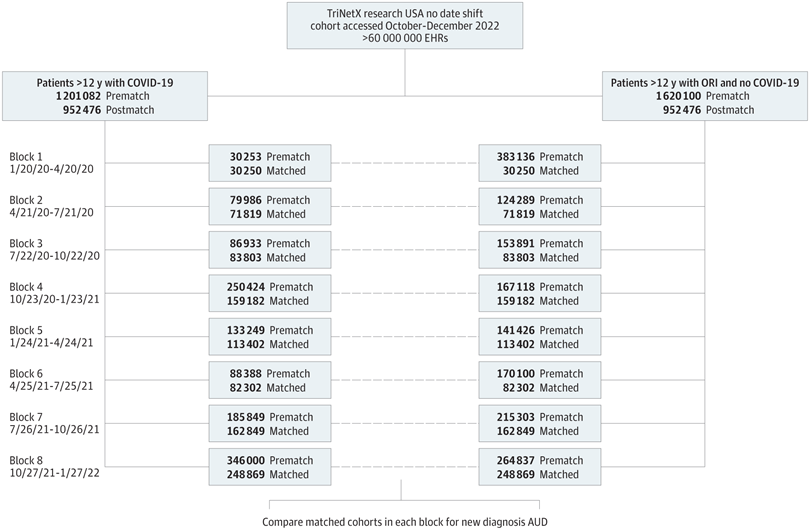 TriNetX research USA no date shift
cohort accessed October-December 2022
>60 000 000 EHRs
Patients >12 y with COVID-19
1 201 082 Prematch
952 476 Postmatch
Patients >12 y with ORI and no COVID-19
1 620 100 Prematch
952 476 Postmatch
Block 1
1/20/20-4/20/20
30 253 Prematch
30 250 Matched
383 136 Prematch
30 250 Matched
Block 2
4/21/20-7/21/20
79 986 Prematch
71 819 Matched
124 289 Prematch
71 819 Matched
Block 3
7/22/20-10/22/20
86 933 Prematch
83 803 Matched
153 891 Prematch
83 803 Matched
Block 4
10/23/20-1/23/21
250 424 Prematch
159 182 Matched
167 118 Prematch
159 182 Matched
Block 5
1/24/21-4/24/21
133 249 Prematch
113 402 Matched
141 426 Prematch
113 402 Matched
Block 6
4/25/21-7/25/21
88 388 Prematch
82 302 Matched
170 100 Prematch
82 302 Matched
Block 7
7/26/21-10/26/21
185 849 Prematch
162 849 Matched
215 303 Prematch
162 849 Matched
Block 8
10/27/21-1/27/22
346 000 Prematch
248 869 Matched
264 837 Prematch
248 869 Matched
Compare matched cohorts in each block for new diagnosis AUD